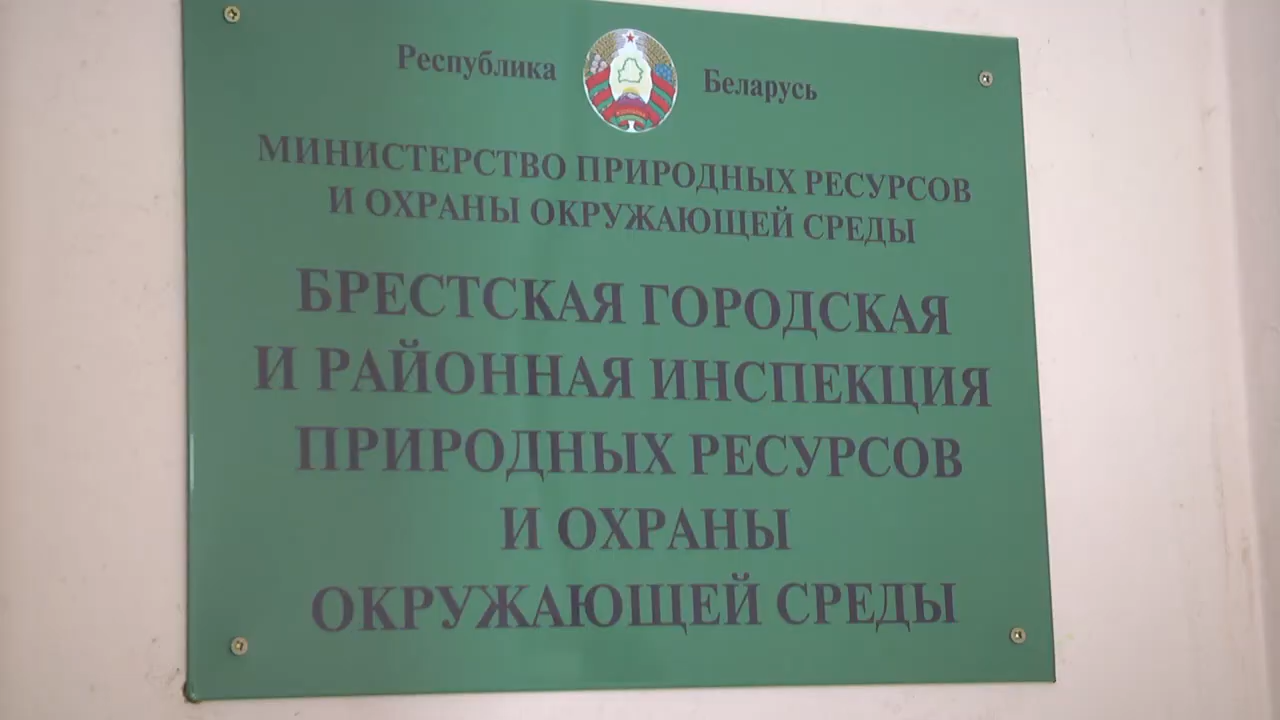 Республика Беларусь
МИНИСТЕРСТВО ПРИРОДНЫХ РЕСУРСОВ
И ОХРАНЫ ОКРУЖАЮЩЕЙ СРЕДЫ
БРЕСТСКАЯ ГОРОДСКАЯ
И РАЙОННАЯ ИНСПЕКЦИЯ
ПРИРОДНЫХ РЕСУРСОВ
И ОХРАНЫ
ОКРУЖАЮЩЕЙ СРЕДЫ